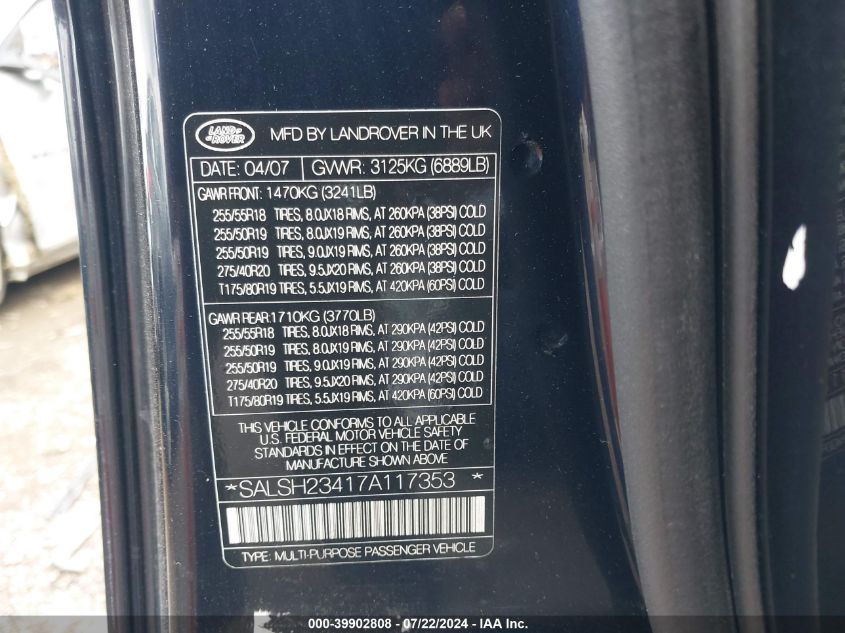 LAND ROVER
MFD BY LANDROVER IN THE UK
DATE: 04/07 GVWR: 3125KG (6889LB)
GAWR FRONT: 1470KG (3241LB)
255/55R18 TIRES, 8.0JX18 RIMS, AT 260KPA (38PSI) COLD
255/50R19 TIRES, 8.0JX19 RIMS, AT 260KPA (38PSI) COLD
255/50R19 TIRES, 9.0JX19 RIMS, AT 260KPA (38PSI) COLD
275/40R20 TIRES, 9.5JX20 RIMS, AT 260KPA (38PSI) COLD
T175/80R19 TIRES, 5.5JX19 RIMS, AT 420KPA (60PSI) COLD
GAWR REAR: 1710KG (3770LB)
255/55R18 TIRES, 8.0JX18 RIMS, AT 290KPA (42PSI) COLD
255/50R19 TIRES, 8.0JX19 RIMS, AT 290KPA (42PSI) COLD
255/50R19 TIRES, 9.0JX19 RIMS, AT 290KPA (42PSI) COLD
275/40R20 TIRES, 9.5JX20 RIMS, AT 290KPA (42PSI) COLD
T175/80R19 TIRES, 5.5JX19 RIMS, AT 420KPA (60PSI) COLD
THIS VEHICLE CONFORMS TO ALL APPLICABLE
U.S. FEDERAL MOTOR VEHICLE SAFETY
STANDARDS IN EFFECT ON THE DATE OF
MANUFACTURE SHOWN ABOVE
*SALSH23417A117353 *
TYPE: MULTI-PURPOSE PASSENGER VEHICLE
000-39902808 - 07/22/2024 - IAA, Inc.